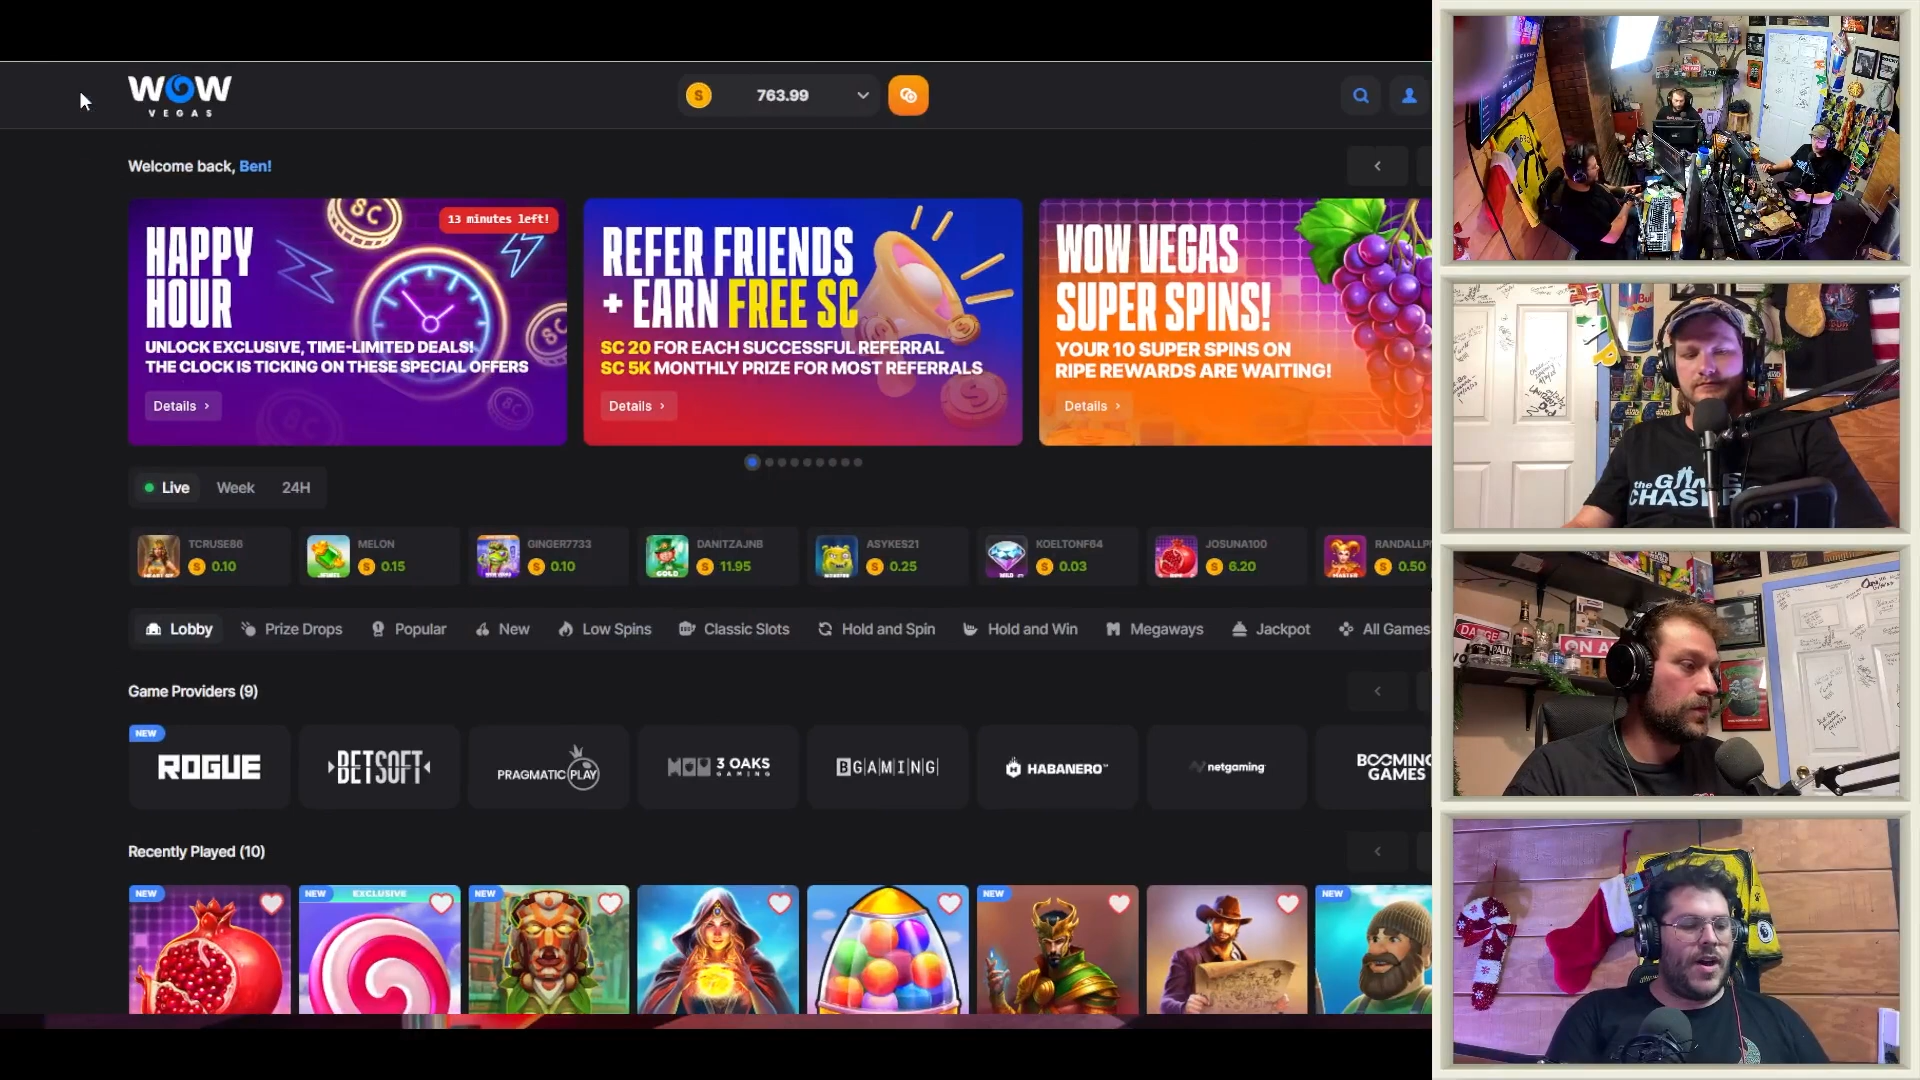 WOW
VEGAS
763.99
Welcome back, Ben!
13 minutes left!
HAPPY
HOUR
UNLOCK EXCLUSIVE, TIME-LIMITED DEALS!
THE CLOCK IS TICKING ON THESE SPECIAL OFFERS
Details
REFER FRIENDS
+ EARN FREE SC
SC 20 FOR EACH SUCCESSFUL REFERRAL
SC 5K MONTHLY PRIZE FOR MOST REFERRALS
Details
WOW VEGAS
SUPER SPINS!
YOUR 10 SUPER SPINS ON
RIPE REWARDS ARE WAITING!
Details
Live Week 24H
TCRUSE86
0.10
MELON
0.15
GINGER7733
0.10
DANITZAJNB
11.95
ASYKES21
0.25
KOELTONF64
0.03
JOSUNA100
6.20
0.50
Lobby Prize Drops Popular New Low Spins Classic Slots Hold and Spin Hold and Win Megaways Jackpot All Games
Game Providers (9)
NEW
ROGUE
BETSOFT
PRAGMATIC PLAY
3 OAKS
GAMING
BGAMING
HABANERO
netgaming
BOOMING
GAMES
Recently Played (10)
NEW
NEW
EXCLUSIVE
NEW
NEW
NEW
the GAME
CHASERS
ON A